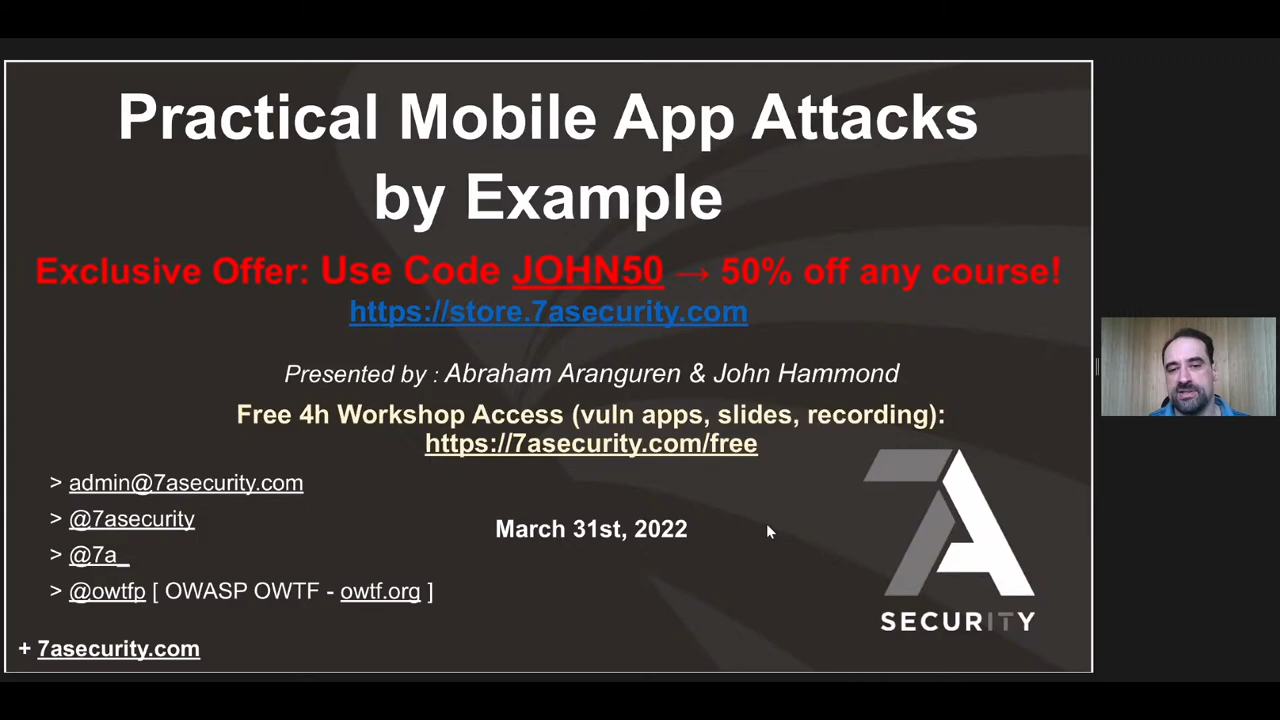 Practical Mobile App Attacks
by Example
Exclusive Offer: Use Code JOHN50 → 50% off any course!
https://store.7asecurity.com
Presented by : Abraham Aranguren & John Hammond
Free 4h Workshop Access (vuln apps, slides, recording):
https://7asecurity.com/free
> admin@7asecurity.com
> @7asecurity
> @7a_
> @owtfp [ OWASP OWTF - owtf.org ]
March 31st, 2022
+ 7asecurity.com
7A
SECURITY